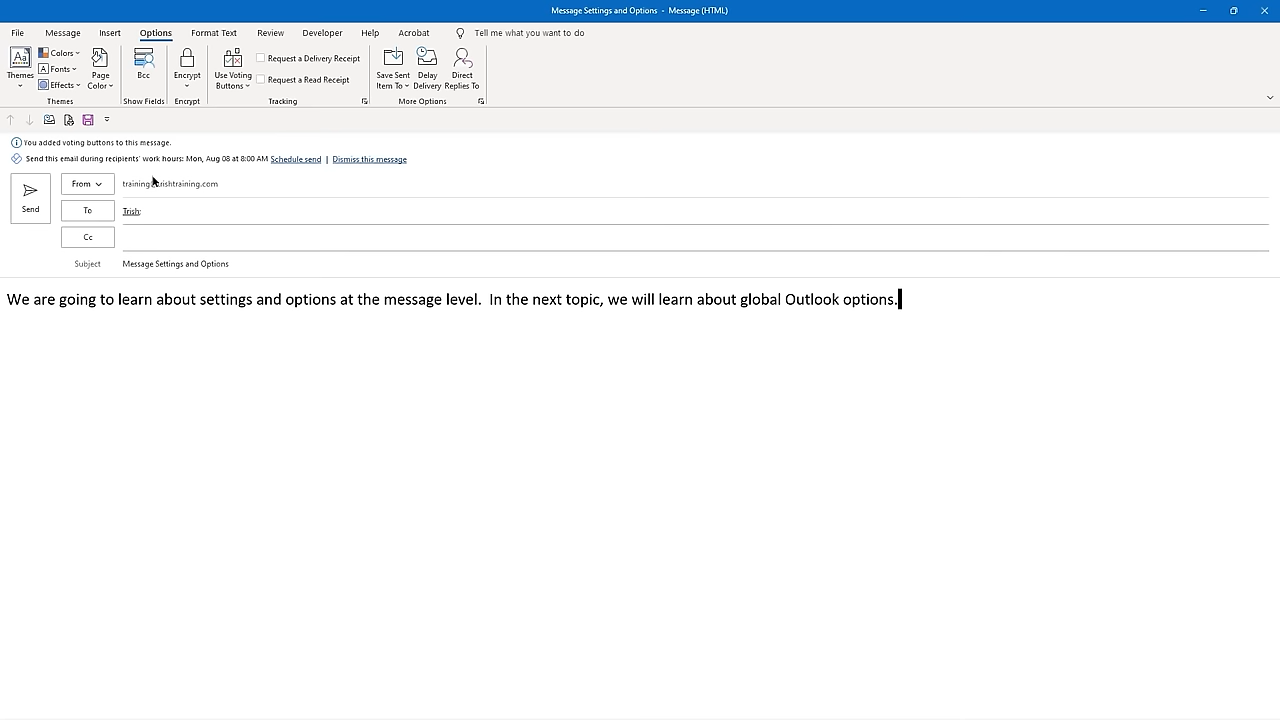 Message Settings and Options - Message (HTML)
File Message Insert Options Format Text Review Developer Help Acrobat Tell me what you want to do
Themes
Colors
Fonts
Effects
Page Color
Themes
Bcc
Show Fields
Encrypt
Encrypt
Use Voting Buttons
Request a Delivery Receipt
Request a Read Receipt
Tracking
Save Sent Item To
Delay Delivery
Direct Replies To
More Options
You added voting buttons to this message.
Send this email during recipients' work hours: Mon, Aug 08 at 8:00 AM Schedule send | Dismiss this message
Send
From training@trishtraining.com
To Trish;
Cc
Subject Message Settings and Options
We are going to learn about settings and options at the message level. In the next topic, we will learn about global Outlook options.